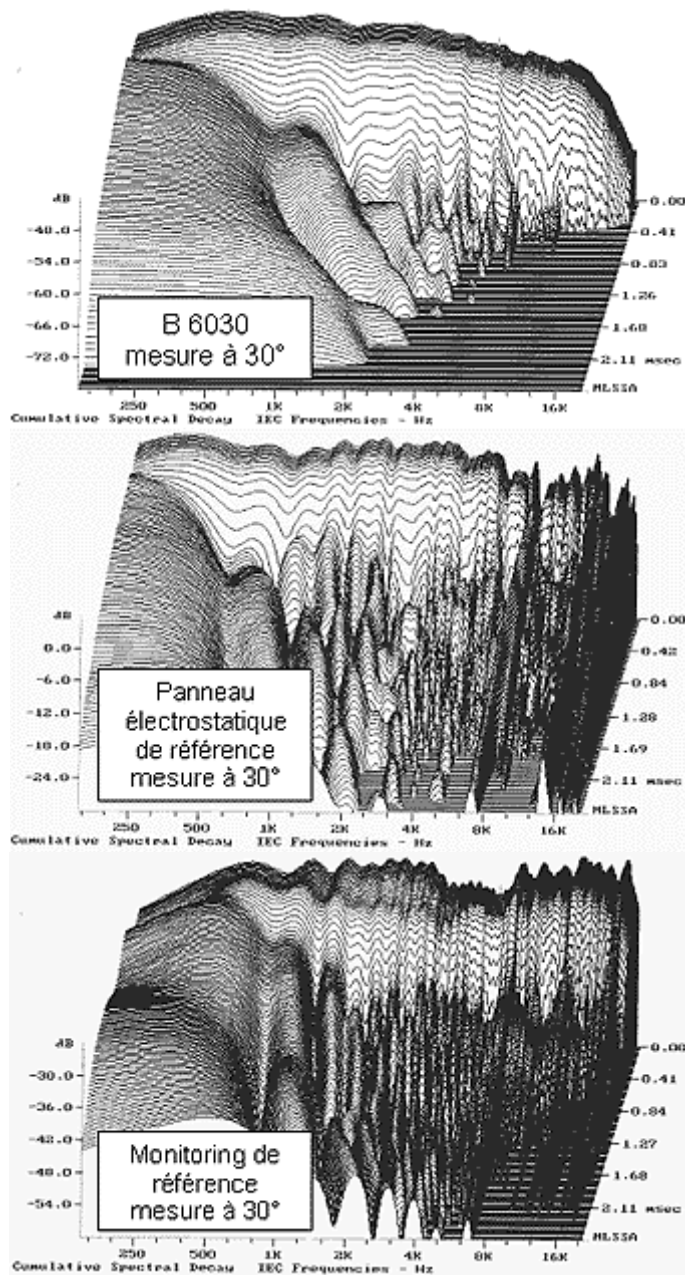 dB
-48.0
-54.0
-60.0
-66.0
-72.0
0.00
0.41
0.83
1.26
1.68
2.11 msec
MLSSA
B 6030
mesure à 30°
250 500 1K 2K 4K 8K 16K
Cumulative Spectral Decay IEC Frequencies - Hz
dB
0.0
-6.0
-12.0
-18.0
-24.0
0.00
0.42
0.84
1.28
1.69
2.11 msec
MLSSA
Panneau
électrostatique
de référence
mesure à 30°
250 500 1K 2K 4K 8K 16K
Cumulative Spectral Decay IEC Frequencies - Hz
dB
-30.0
-36.0
-42.0
-48.0
-54.0
0.00
0.41
0.84
1.27
1.68
2.11 msec
MLSSA
Monitoring de
référence
mesure à 30°
250 500 1K 2K 4K 8K 16K
Cumulative Spectral Decay IEC Frequencies - Hz